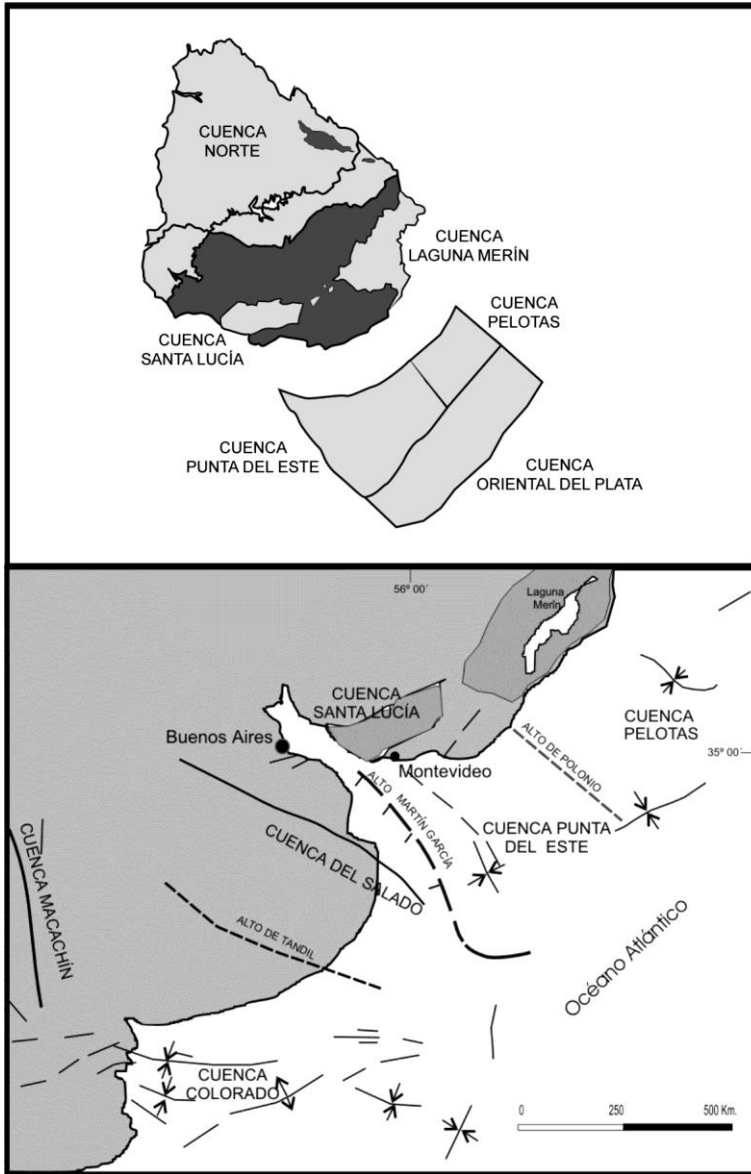 CUENCA
NORTE
CUENCA
LAGUNA MERÍN
CUENCA
PELOTAS
CUENCA
SANTA LUCÍA
CUENCA
PUNTA DEL ESTE
CUENCA
ORIENTAL DEL PLATA
56º 00´
Laguna
Merín
CUENCA
SANTA LUCÍA
CUENCA
PELOTAS
Buenos Aires
35º 00´
Montevideo
ALTO DE POLONIO
ALTO MARTÍN GARCÍA
CUENCA PUNTA
DEL ESTE
CUENCA DEL SALADO
CUENCA MACACHÍN
ALTO DE TANDIL
Océano Atlántico
CUENCA
COLORADO
0 250 500 Km.